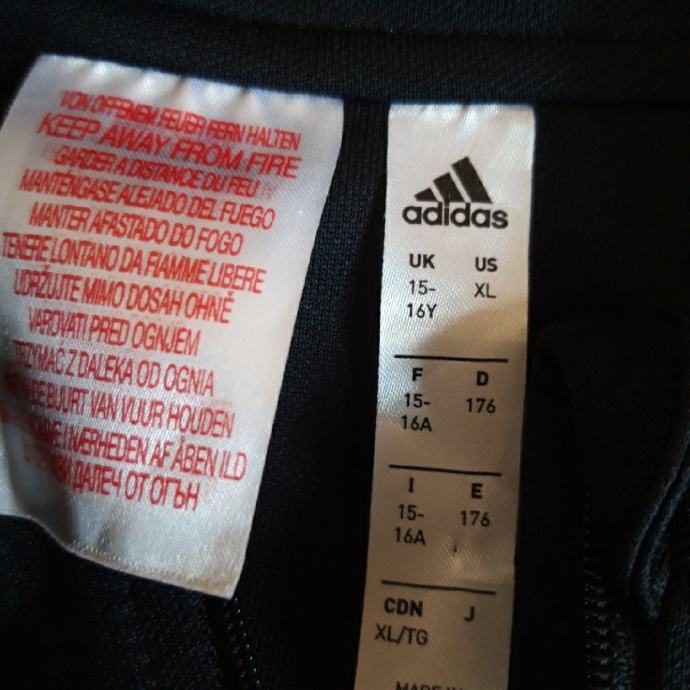 VON OFFENEM FEUER FERN HALTEN
KEEP AWAY FROM FIRE
GARDER A DISTANCE DU FEU
MANTÉNGASE ALEJADO DEL FUEGO
MANTER AFASTADO DO FOGO
TENERE LONTANO DA FIAMME LIBERE
UDRŽUJTE MIMO DOSAH OHNĚ
VAROVATI PRED OGNJEM
TRZYMAĆ Z DALEKA OD OGNIA
BUURT VAN VUUR HOUDEN
I NÆRHEDEN AF ÅBEN ILD
ДАЛЕЧ ОТ ОГЪН
adidas
UK US
15- XL
16Y
F D
15- 176
16A
I E
15- 176
16A
CDN J
XL/TG
MADE IN